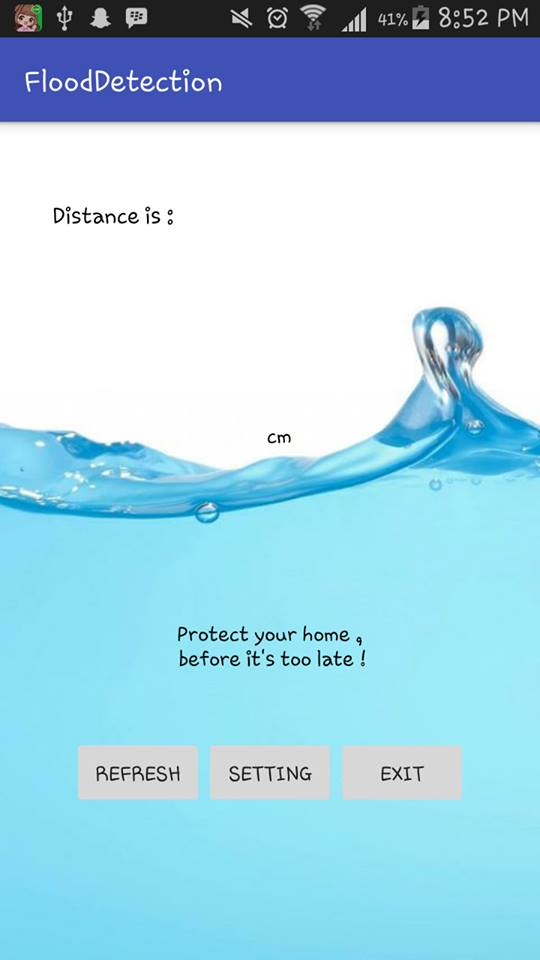 41% 8:52 PM
FloodDetection
Distance is :
cm
Protect your home ,
before it's too late !
REFRESH SETTING EXIT